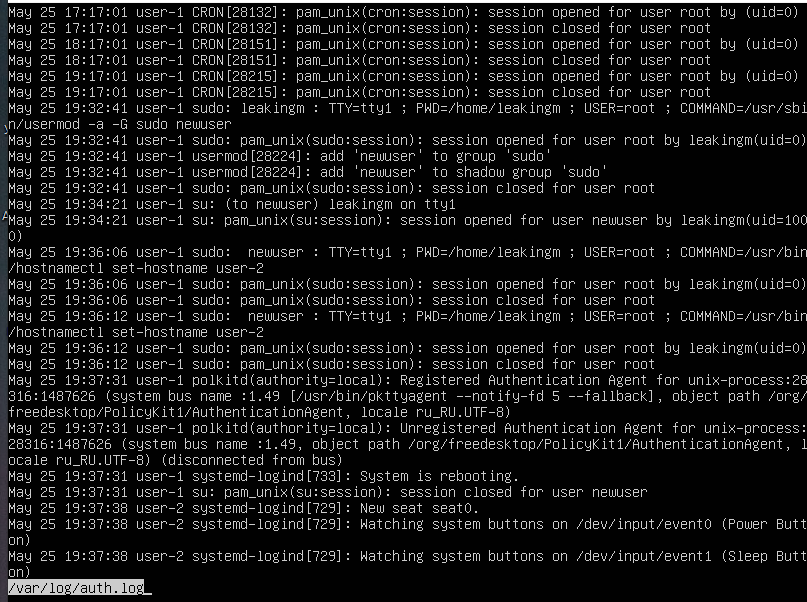 May 25 17:17:01 user-1 CRON[28132]: pam_unix(cron:session): session opened for user root by (uid=0)
May 25 17:17:01 user-1 CRON[28132]: pam_unix(cron:session): session closed for user root
May 25 18:17:01 user-1 CRON[28151]: pam_unix(cron:session): session opened for user root by (uid=0)
May 25 18:17:01 user-1 CRON[28151]: pam_unix(cron:session): session closed for user root
May 25 19:17:01 user-1 CRON[28215]: pam_unix(cron:session): session opened for user root by (uid=0)
May 25 19:17:01 user-1 CRON[28215]: pam_unix(cron:session): session closed for user root
May 25 19:32:41 user-1 sudo: leakingm : TTY=tty1 ; PWD=/home/leakingm ; USER=root ; COMMAND=/usr/sbi
n/usermod -a -G sudo newuser
May 25 19:32:41 user-1 sudo: pam_unix(sudo:session): session opened for user root by leakingm(uid=0)
May 25 19:32:41 user-1 usermod[28224]: add 'newuser' to group 'sudo'
May 25 19:32:41 user-1 usermod[28224]: add 'newuser' to shadow group 'sudo'
May 25 19:32:41 user-1 sudo: pam_unix(sudo:session): session closed for user root
May 25 19:34:21 user-1 su: (to newuser) leakingm on tty1
May 25 19:34:21 user-1 su: pam_unix(su:session): session opened for user newuser by leakingm(uid=100
0)
May 25 19:36:06 user-1 sudo:  newuser : TTY=tty1 ; PWD=/home/leakingm ; USER=root ; COMMAND=/usr/bin
/hostnamectl set-hostname user-2
May 25 19:36:06 user-1 sudo: pam_unix(sudo:session): session opened for user root by leakingm(uid=0)
May 25 19:36:06 user-1 sudo: pam_unix(sudo:session): session closed for user root
May 25 19:36:12 user-1 sudo:  newuser : TTY=tty1 ; PWD=/home/leakingm ; USER=root ; COMMAND=/usr/bin
/hostnamectl set-hostname user-2
May 25 19:36:12 user-1 sudo: pam_unix(sudo:session): session opened for user root by leakingm(uid=0)
May 25 19:36:12 user-1 sudo: pam_unix(sudo:session): session closed for user root
May 25 19:37:31 user-1 polkitd(authority=local): Registered Authentication Agent for unix-process:28
316:1487626 (system bus name :1.49 [/usr/bin/pkttyagent --notify-fd 5 --fallback], object path /org/
freedesktop/PolicyKit1/AuthenticationAgent, locale ru_RU.UTF-8)
May 25 19:37:31 user-1 polkitd(authority=local): Unregistered Authentication Agent for unix-process:
28316:1487626 (system bus name :1.49, object path /org/freedesktop/PolicyKit1/AuthenticationAgent, l
ocale ru_RU.UTF-8) (disconnected from bus)
May 25 19:37:31 user-1 systemd-logind[733]: System is rebooting.
May 25 19:37:31 user-1 su: pam_unix(su:session): session closed for user newuser
May 25 19:37:38 user-2 systemd-logind[729]: New seat seat0.
May 25 19:37:38 user-2 systemd-logind[729]: Watching system buttons on /dev/input/event0 (Power Butt
on)
May 25 19:37:38 user-2 systemd-logind[729]: Watching system buttons on /dev/input/event1 (Sleep Butt
on)
/var/log/auth.log